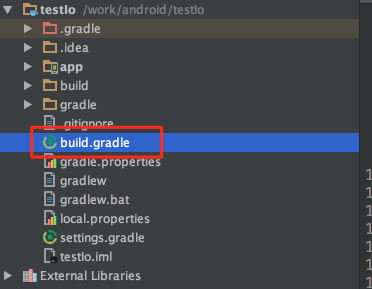 testlo /work/android/testlo
.gradle
.idea
app
build
gradle
.gitignore
build.gradle
gradle.properties
gradlew
gradlew.bat
local.properties
settings.gradle
testlo.iml
External Libraries